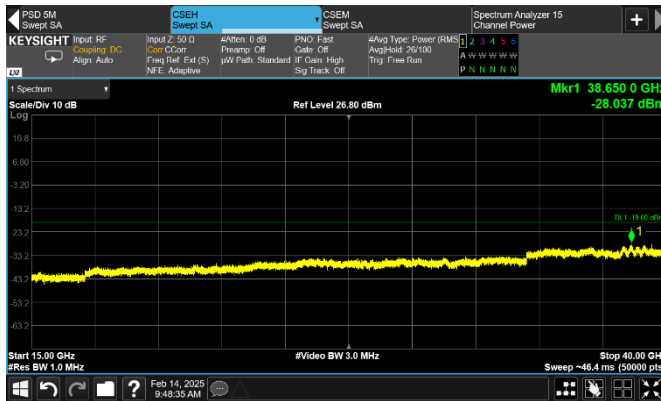 PSD 5M
Swept SA
CSEH
Swept SA
CSEM
Swept SA
Spectrum Analyzer 15
Channel Power
KEYSIGHT
Input: RF
Coupling: DC
Align: Auto
Input Z: 50 Ω
Corr CCorr
Freq Ref: Ext (S)
NFE: Adaptive
#Atten: 0 dB
Preamp: Off
µW Path: Standard
PNO: Fast
Gate: Off
IF Gain: High
Sig Track: Off
#Avg Type: Power (RMS
Avg|Hold: 26/100
Trig: Free Run
1 2 3 4 5 6
A W W W W W
P N N N N N
LXI
1 Spectrum
Scale/Div 10 dB
Ref Level 26.80 dBm
Mkr1 38.650 0 GHz
-28.037 dBm
Log
16.8
6.80
-3.20
-13.2
-23.2
-33.2
-43.2
-53.2
-63.2
DL1 -19.00 dBm
1
Start 15.00 GHz
#Res BW 1.0 MHz
#Video BW 3.0 MHz
Stop 40.00 GHz
Sweep ~46.4 ms (50000 pts
Feb 14, 2025
9:48:35 AM